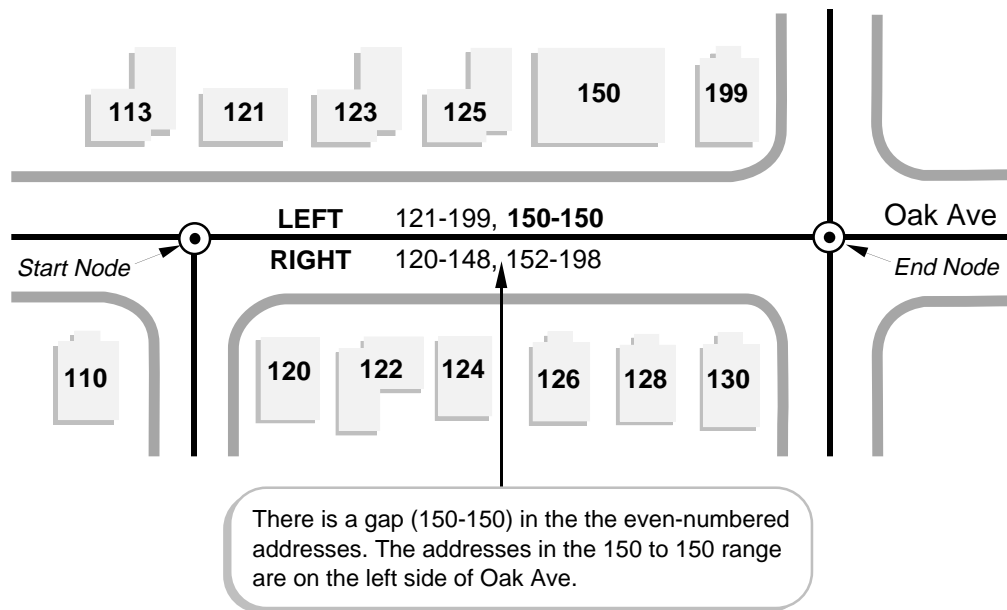 113 121 123 125 150 199
LEFT 121-199, 150-150
Oak Ave
Start Node
RIGHT 120-148, 152-198
End Node
110 120 122 124 126 128 130
There is a gap (150-150) in the the even-numbered
addresses. The addresses in the 150 to 150 range
are on the left side of Oak Ave.